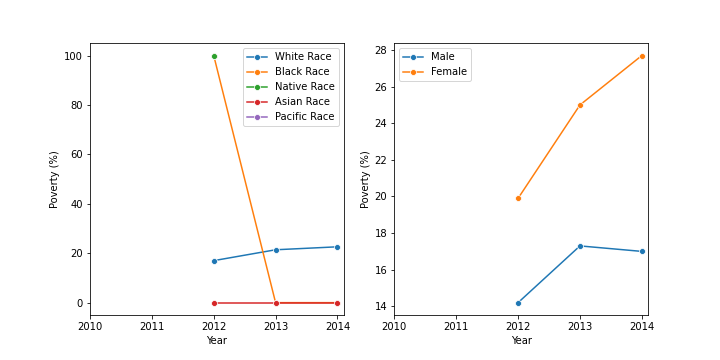 100
80
60
40
20
0
Poverty (%)
2010 2011 2012 2013 2014
Year
White Race
Black Race
Native Race
Asian Race
Pacific Race
28
26
24
22
20
18
16
14
Poverty (%)
2010 2011 2012 2013 2014
Year
Male
Female